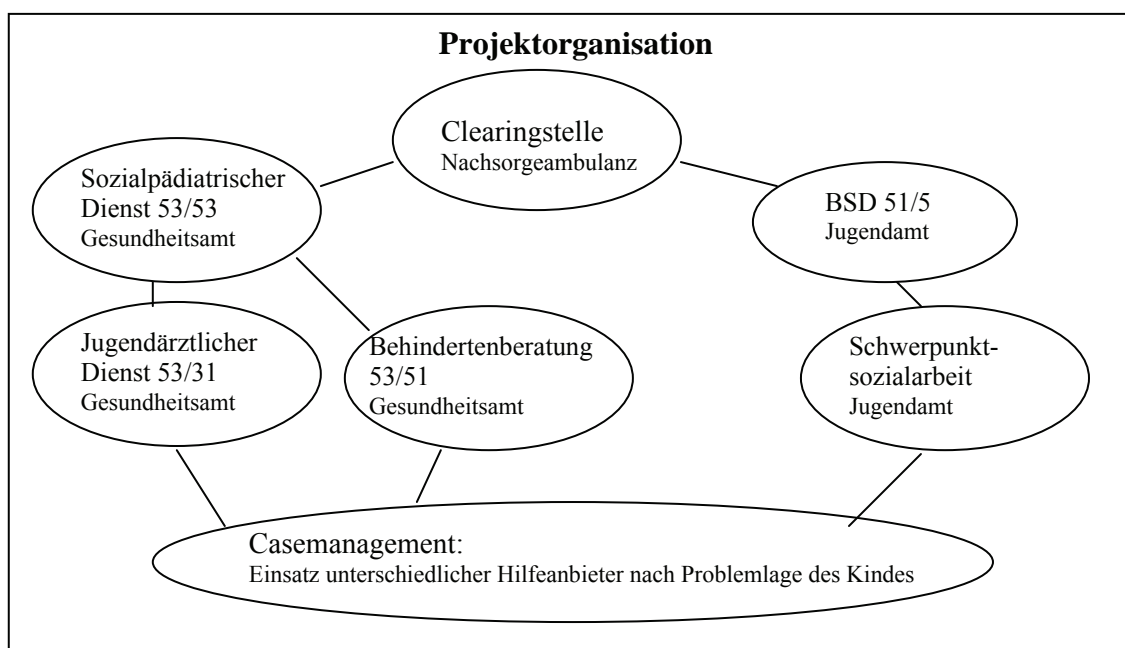 Projektorganisation
Clearingstelle
Nachsorgeambulanz
Sozialpädiatrischer
Dienst 53/53
Gesundheitsamt
BSD 51/5
Jugendamt
Jugendärztlicher
Dienst 53/31
Gesundheitsamt
Behindertenberatung
53/51
Gesundheitsamt
Schwerpunkt-
sozialarbeit
Jugendamt
Casemanagement:
Einsatz unterschiedlicher Hilfeanbieter nach Problemlage des Kindes